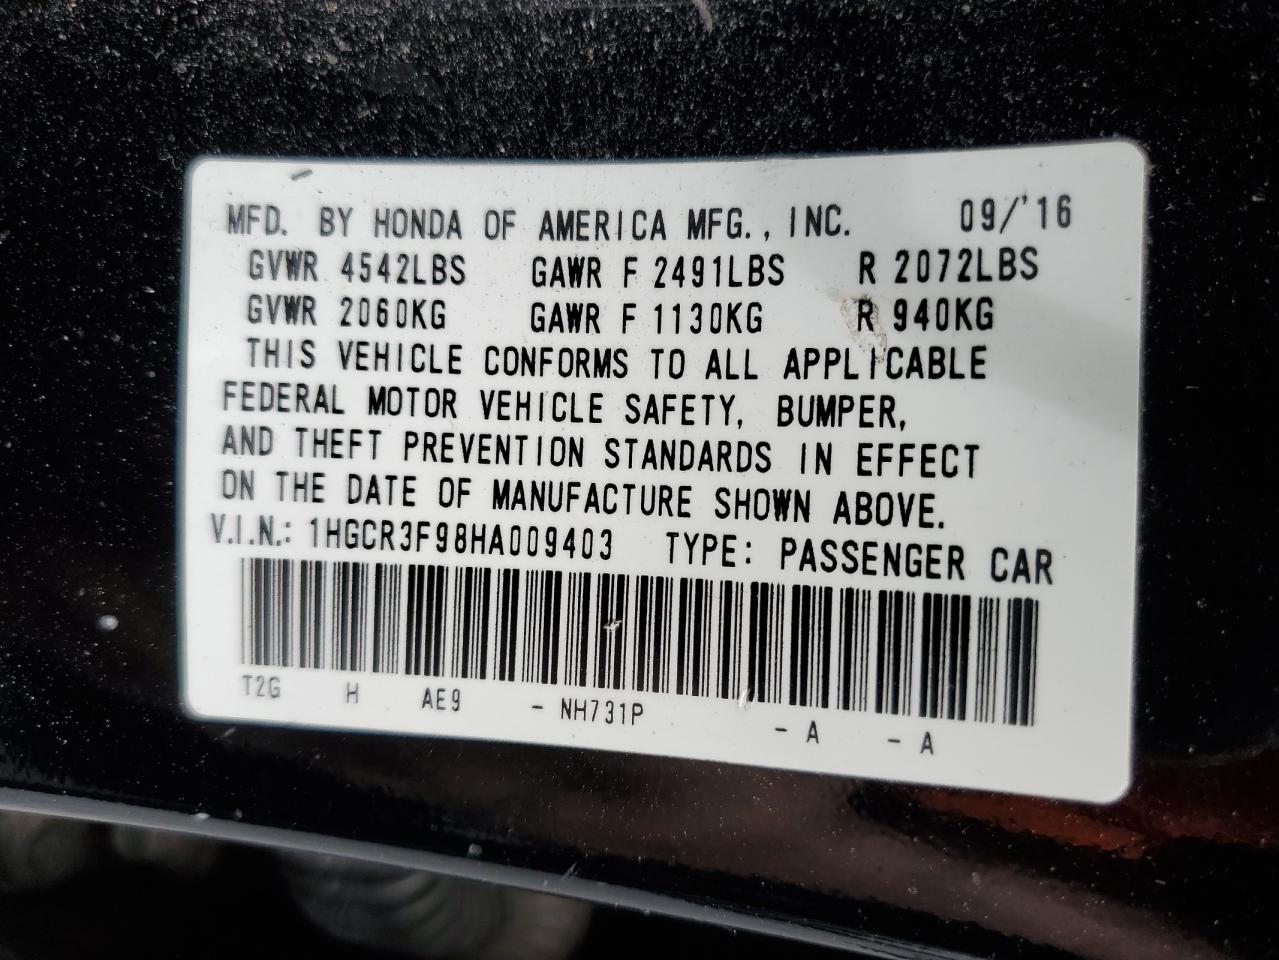 MFD. BY HONDA OF AMERICA MFG., INC. 09/'16
GVWR 4542LBS GAWR F 2491LBS R 2072LBS
GVWR 2060KG GAWR F 1130KG R 940KG
THIS VEHICLE CONFORMS TO ALL APPLICABLE
FEDERAL MOTOR VEHICLE SAFETY, BUMPER,
AND THEFT PREVENTION STANDARDS IN EFFECT
ON THE DATE OF MANUFACTURE SHOWN ABOVE.
V.I.N.: 1HGCR3F98HA009403 TYPE: PASSENGER CAR
T2G H AE9 - NH731P - A - A